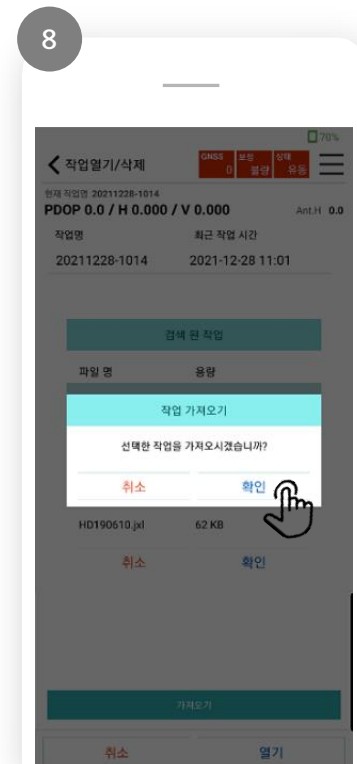 8
70%
작업열기/삭제
GNSS 0 보정 불량 상태 유동
현재 작업명 20211228-1014
PDOP 0.0 / H 0.000 / V 0.000 Ant.H 0.0
작업명 최근 작업 시간
20211228-1014 2021-12-28 11:01
검색 된 작업
파일 명 용량
작업 가져오기
선택한 작업을 가져오시겠습니까?
취소 확인
HD190610.jxl 62 KB
취소 확인
가져오기
취소 열기